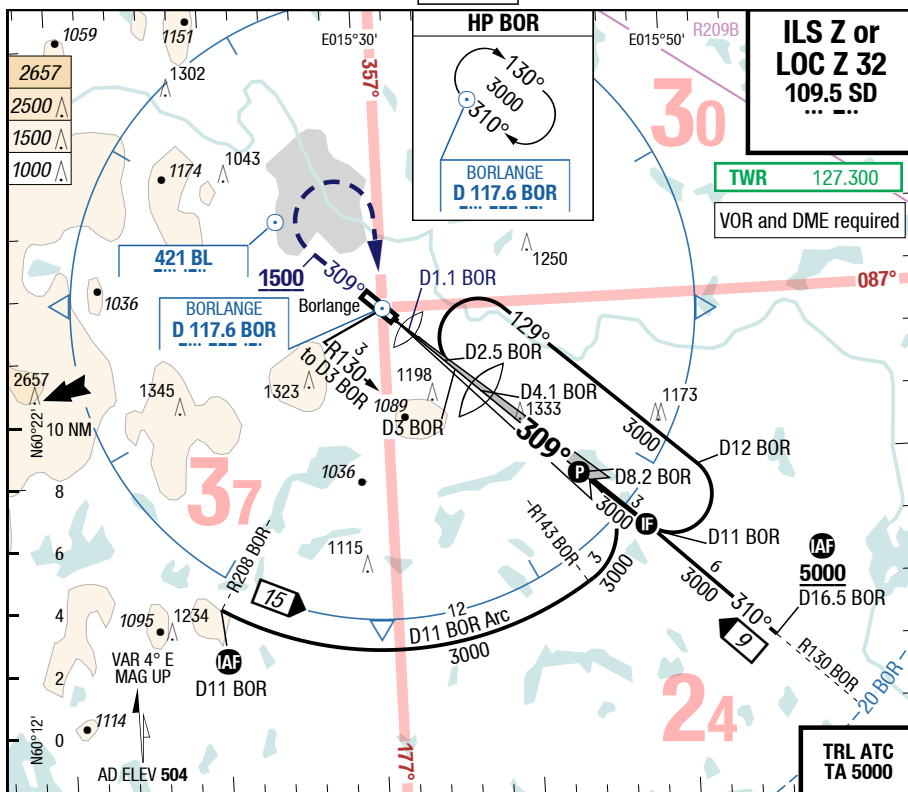 1059
1151
E015°30'
HP BOR
E015°50'
R209B
ILS Z or
LOC Z 32
109.5 SD
2657
2500
1500
1000
1302
357°
130°
3000
310°
30
BORLANGE
D 117.6 BOR
TWR 127.300
VOR and DME required
1174
1043
421 BL
1500
309°
D1.1 BOR
1250
087°
1036
BORLANGE
D 117.6 BOR
Borlange
129°
3
R130
to D3 BOR
D2.5 BOR
D4.1 BOR
1333
1198
1323
1089
D3 BOR
1173
2657
1345
N60°22'
10 NM
309°
3000
D12 BOR
8
37
1036
P
D8.2 BOR
3
3000
IF
D11 BOR
R143 BOR
6
R208 BOR
1115
3
3000
6
3000
IAF
5000
D16.5 BOR
310°
4
15
12
D11 BOR Arc
3000
9
R130 BOR
1095
1234
IAF
D11 BOR
VAR 4° E
MAG UP
2
24
20 BOR
1114
N60°12'
0
177°
AD ELEV 504
TRL ATC
TA 5000